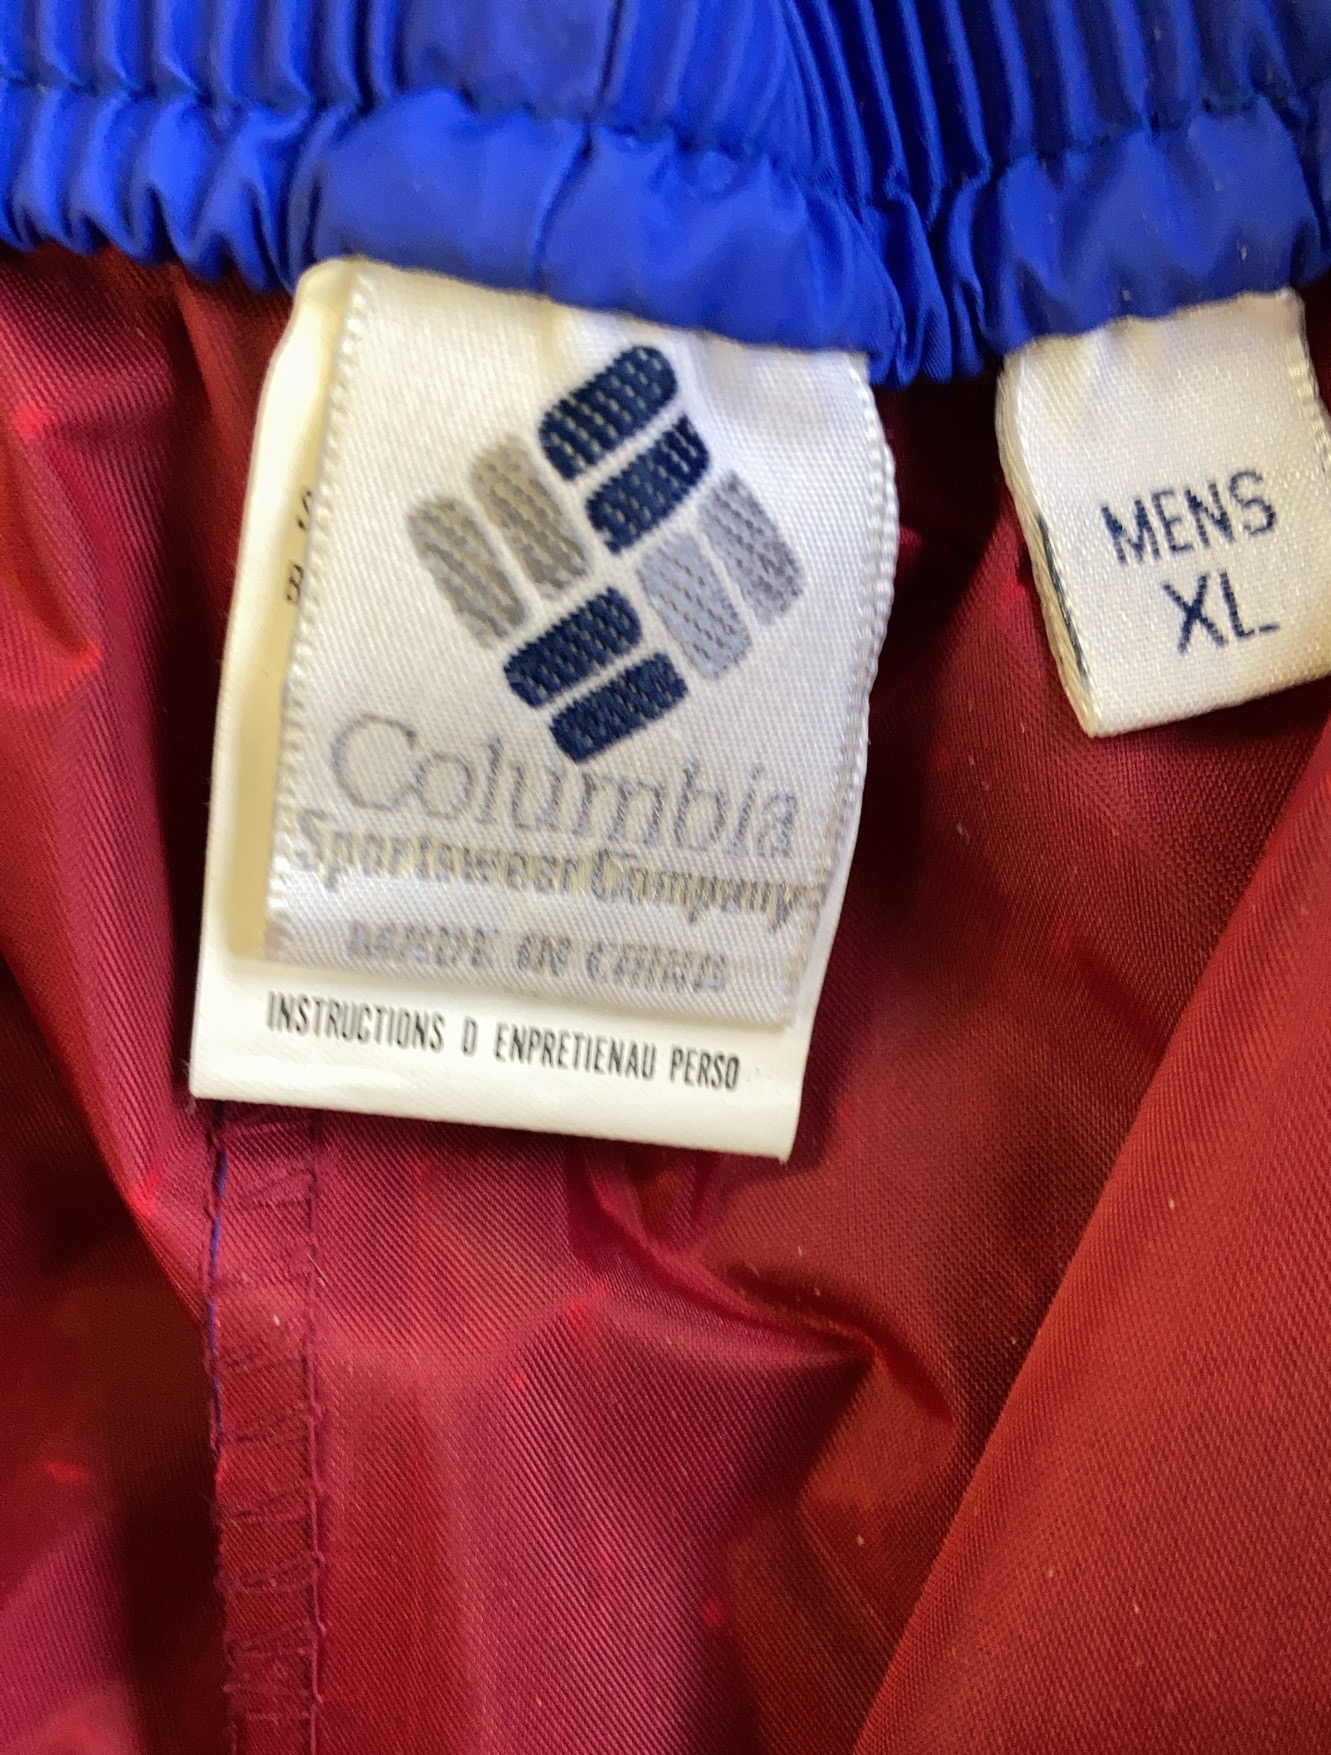 Columbia
Sportswear Company
MADE IN CHINA
INSTRUCTIONS D ENPRETIENAU PERSO
MENS
XL